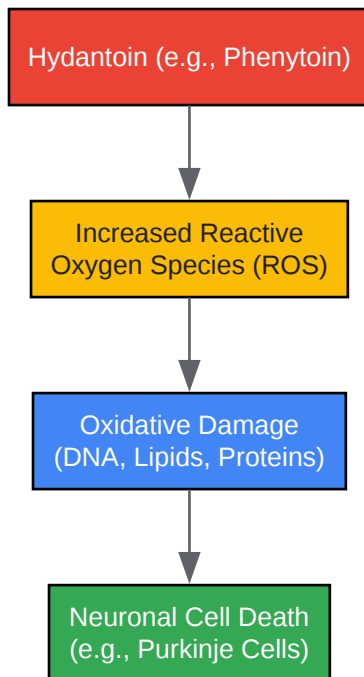 Hydantoin (e.g., Phenytoin)
Increased Reactive
Oxygen Species (ROS)
Oxidative Damage
(DNA, Lipids, Proteins)
Neuronal Cell Death
(e.g., Purkinje Cells)